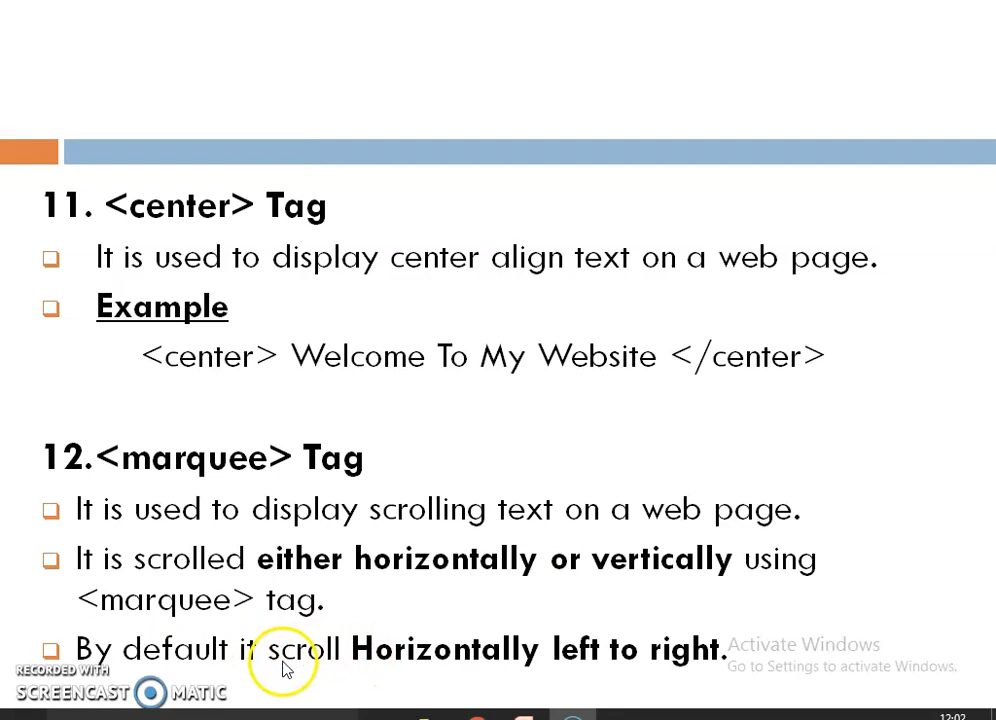 11. <center> Tag
❑ It is used to display center align text on a web page.
❑ Example
<center> Welcome To My Website </center>
12.<marquee> Tag
❑ It is used to display scrolling text on a web page.
❑ It is scrolled either horizontally or vertically using
<marquee> tag.
❑ By default it scroll Horizontally left to right.
Activate Windows
Go to Settings to activate Windows.
RECORDED WITH
SCREENCAST MATIC
12:02